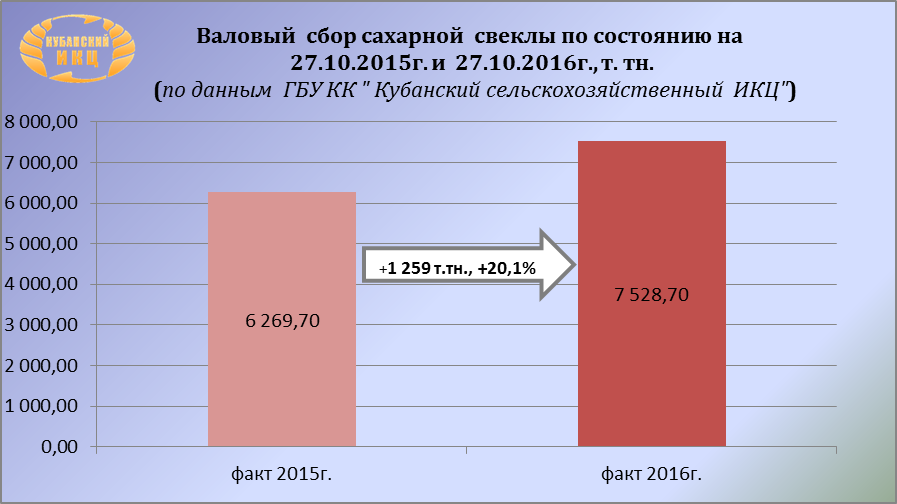 КУБАНСКИЙ
ИКЦ
Валовый сбор сахарной свеклы по состоянию на
27.10.2015г. и 27.10.2016г., т. тн.
(по данным ГБУ КК " Кубанский сельскохозяйственный ИКЦ")
8 000,00
7 000,00
6 000,00
5 000,00
4 000,00
3 000,00
2 000,00
1 000,00
0,00
+1 259 т.тн., +20,1%
6 269,70
7 528,70
факт 2015г.
факт 2016г.